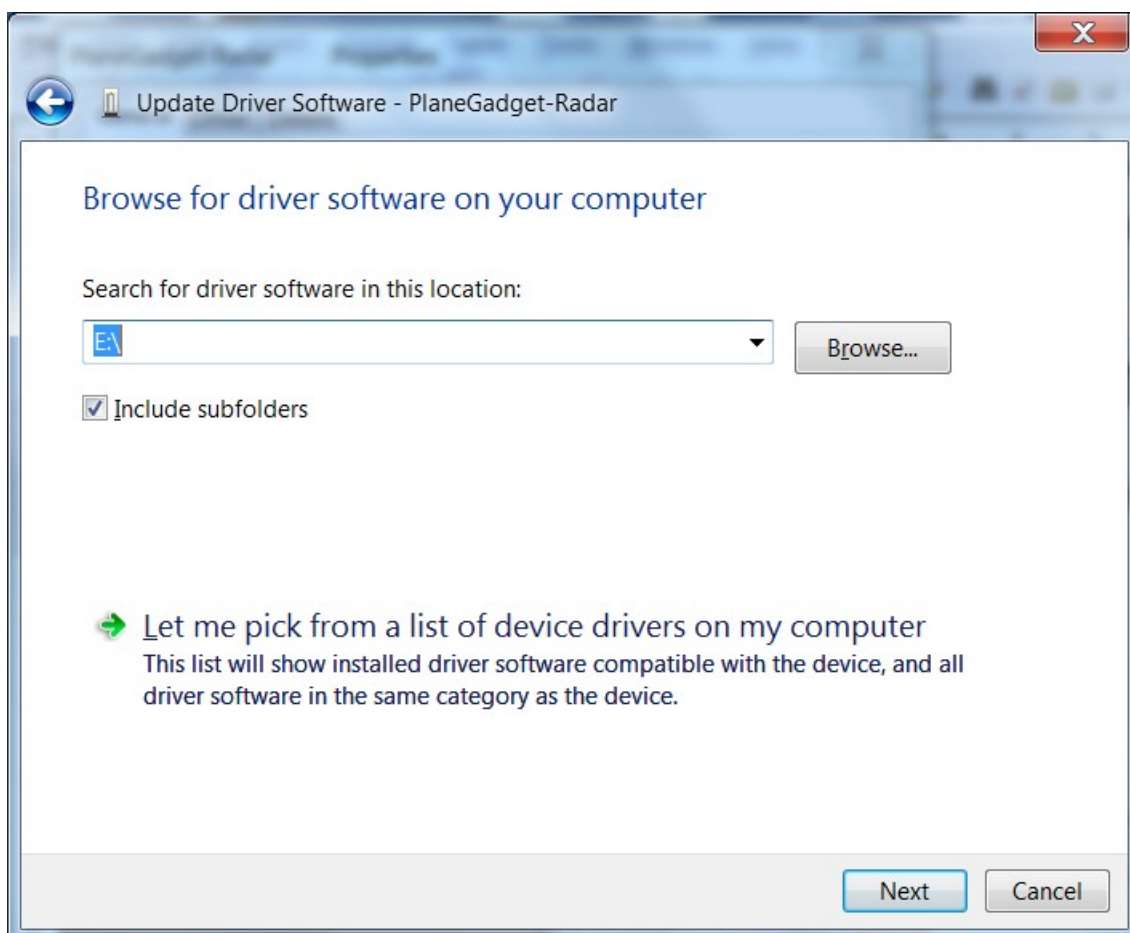 Update Driver Software - PlaneGadget-Radar
Browse for driver software on your computer
Search for driver software in this location:
E:\
Browse...
Include subfolders
Let me pick from a list of device drivers on my computer
This list will show installed driver software compatible with the device, and all
driver software in the same category as the device.
Next
Cancel